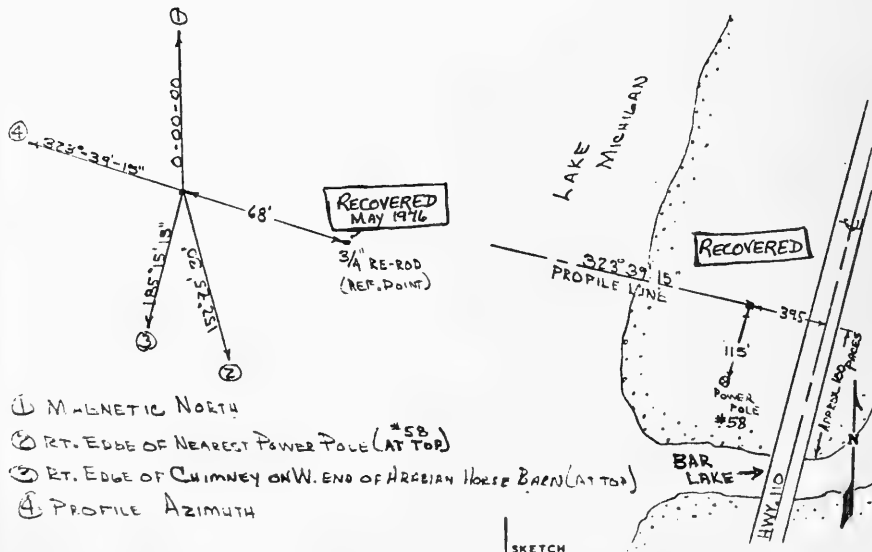 ①
0-00-00
④
323°-39'-15"
68'
RECOVERED
MAY 1976
3/4" RE-ROD
(REF. POINT)
185°15'15"
152°25'20"
③
②
① MAGNETIC NORTH
② RT. EDGE OF NEAREST POWER POLE (#58 AT TOP)
③ RT. EDGE OF CHIMNEY ON W. END OF ARABIAN HORSE BARN (AT TOP)
④ PROFILE AZIMUTH
LAKE
MICHIGAN
RECOVERED
323°39'15"
PROFILE LINE
395
115'
POWER
POLE
#58
APPROX 100 PACES
N
BAR
LAKE
HWY. 110
SKETCH